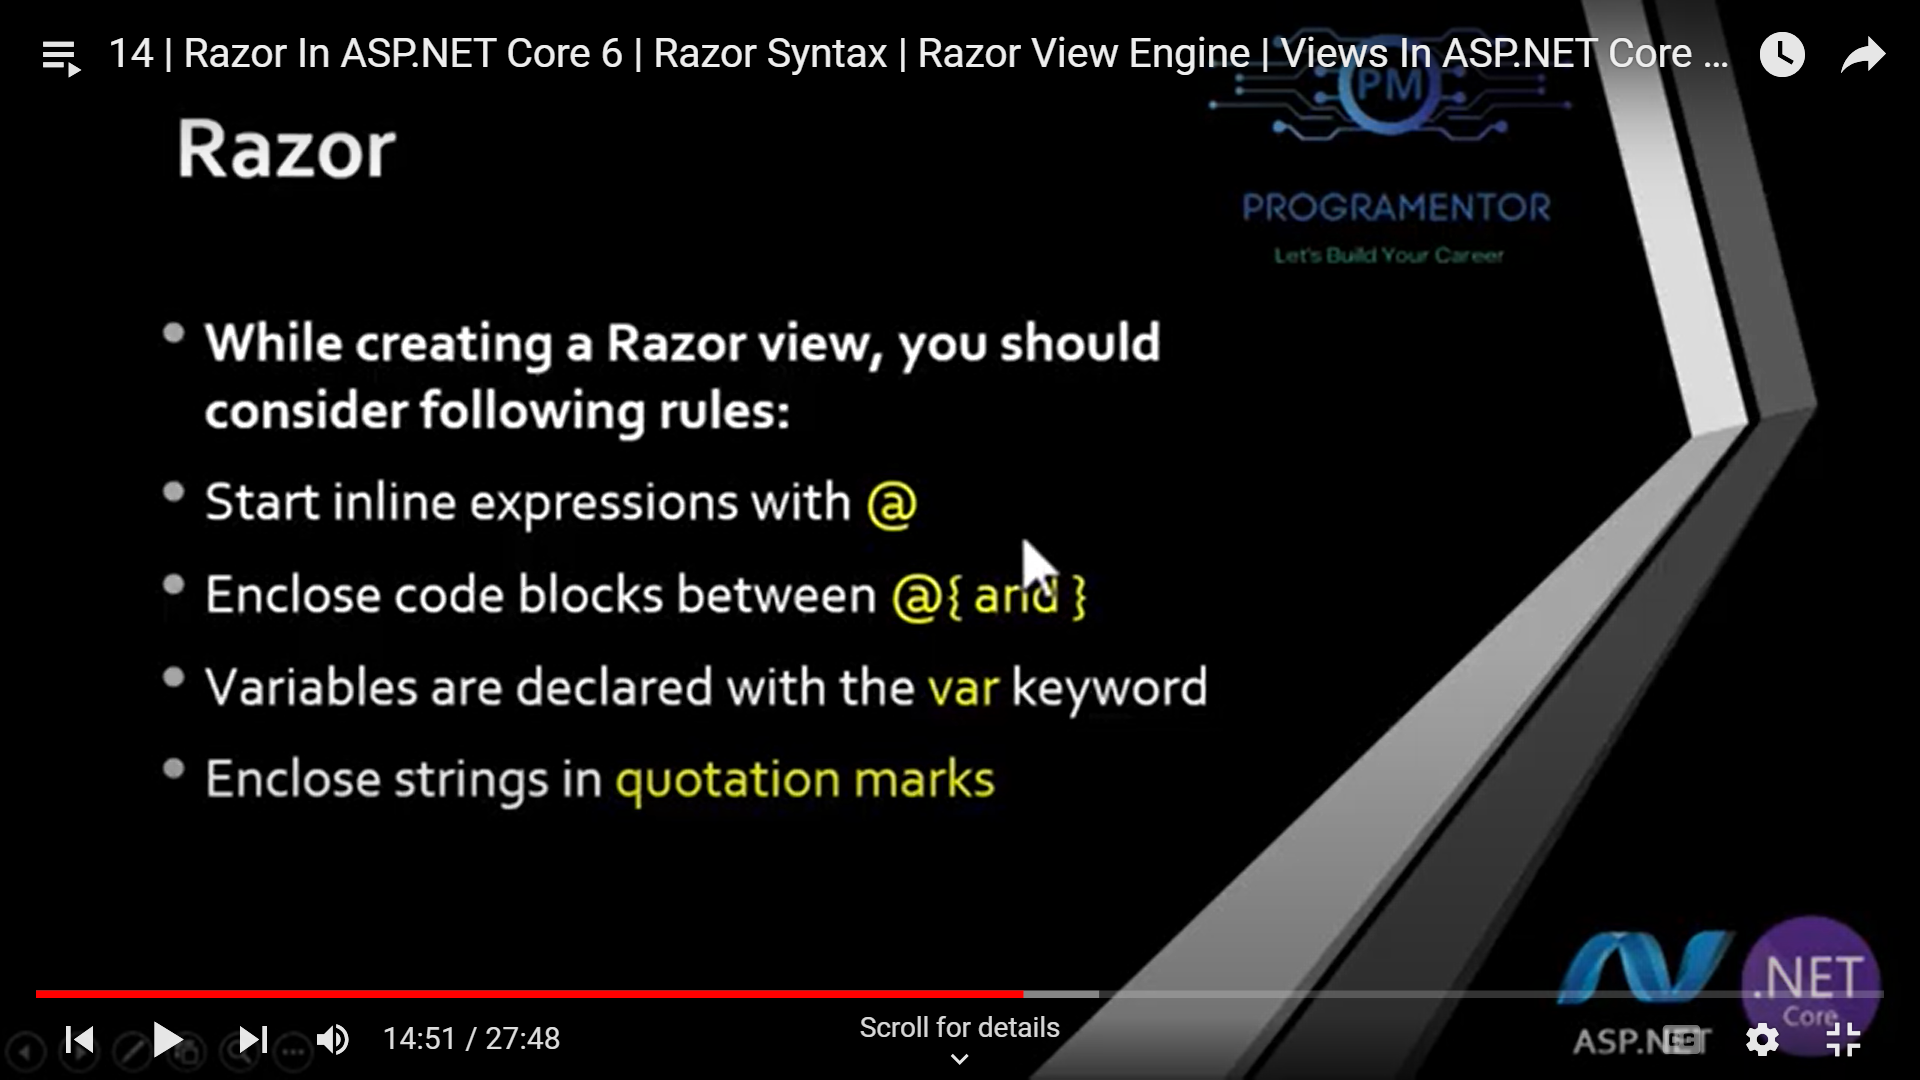 14 | Razor In ASP.NET Core 6 | Razor Syntax | Razor View Engine | Views In ASP.NET Core ...
PM
Razor
PROGRAMENTOR
Let's Build Your Career
While creating a Razor view, you should
consider following rules:
Start inline expressions with @
Enclose code blocks between @{ and }
Variables are declared with the var keyword
Enclose strings in quotation marks
.NET
Core
14:51 / 27:48
Scroll for details
ASP.NET